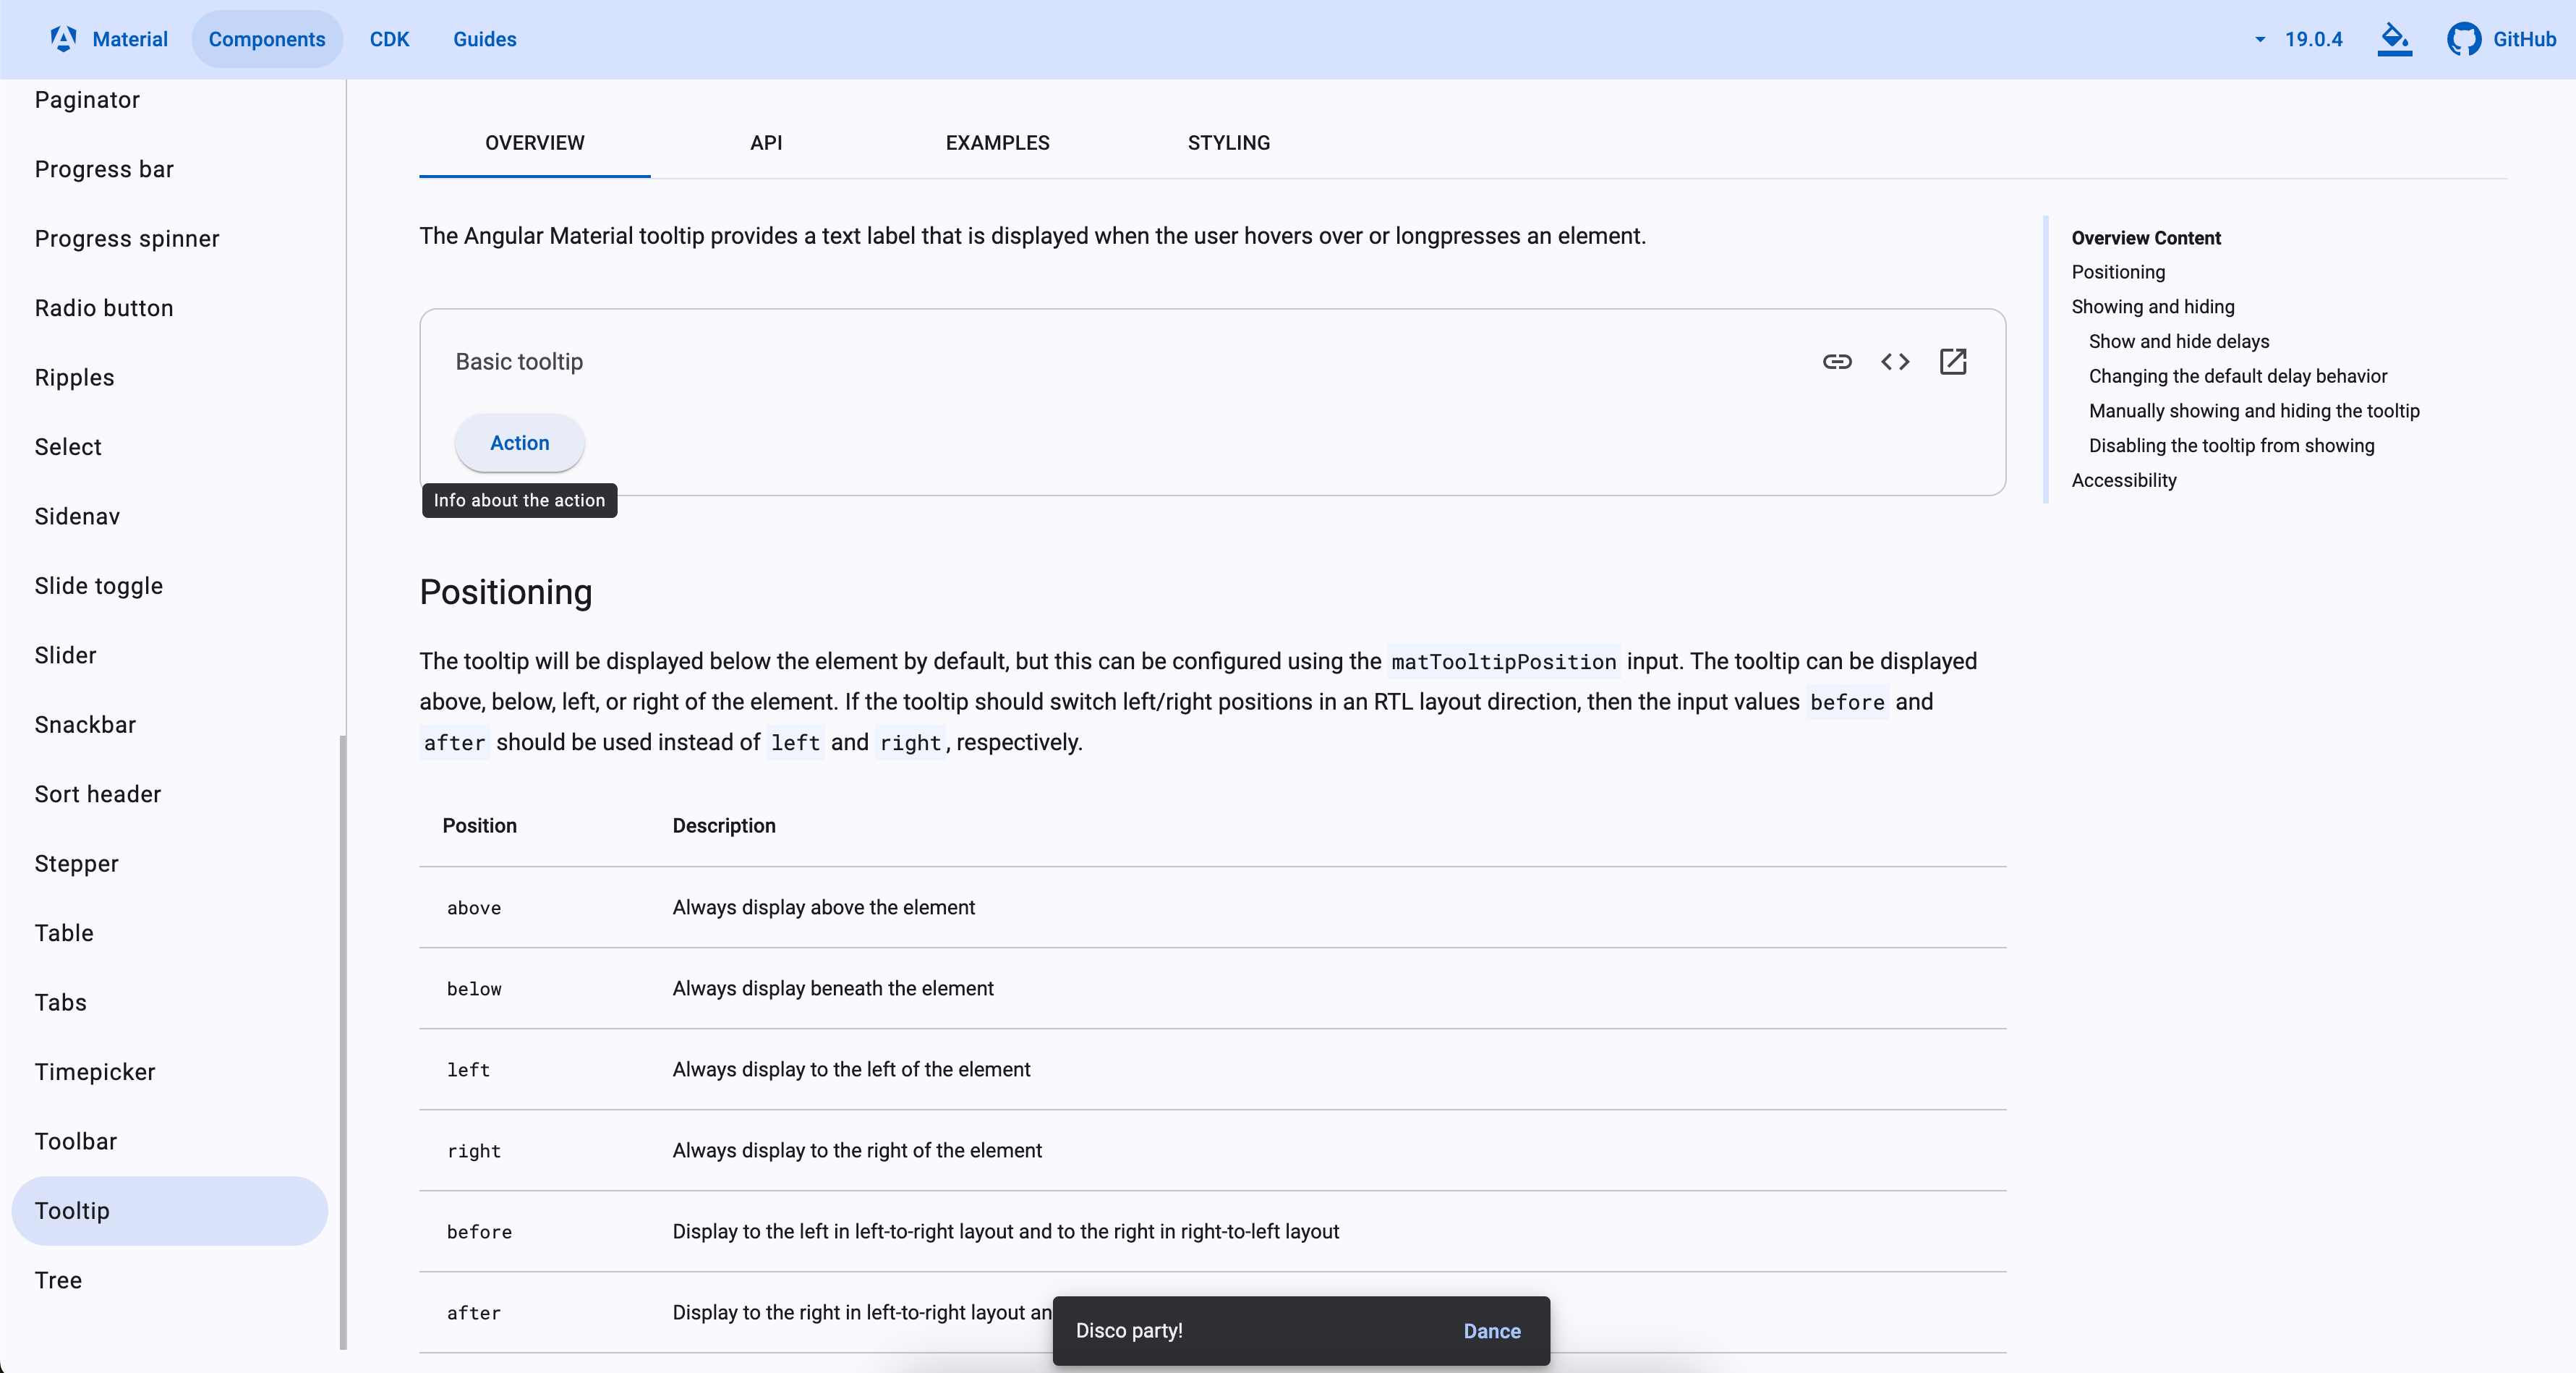 Material
Components
CDK
Guides
19.0.4
GitHub
Paginator
Progress bar
Progress spinner
Radio button
Ripples
Select
Sidenav
Slide toggle
Slider
Snackbar
Sort header
Stepper
Table
Tabs
Timepicker
Toolbar
Tooltip
Tree
OVERVIEW
API
EXAMPLES
STYLING
The Angular Material tooltip provides a text label that is displayed when the user hovers over or longpresses an element.
Basic tooltip
Action
Info about the action
Positioning
The tooltip will be displayed below the element by default, but this can be configured using the matTooltipPosition input. The tooltip can be displayed
above, below, left, or right of the element. If the tooltip should switch left/right positions in an RTL layout direction, then the input values before and
after should be used instead of left and right, respectively.
Position Description
above Always display above the element
below Always display beneath the element
left Always display to the left of the element
right Always display to the right of the element
before Display to the left in left-to-right layout and to the right in right-to-left layout
after Display to the right in left-to-right layout an
Disco party! Dance
Overview Content
Positioning
Showing and hiding
Show and hide delays
Changing the default delay behavior
Manually showing and hiding the tooltip
Disabling the tooltip from showing
Accessibility